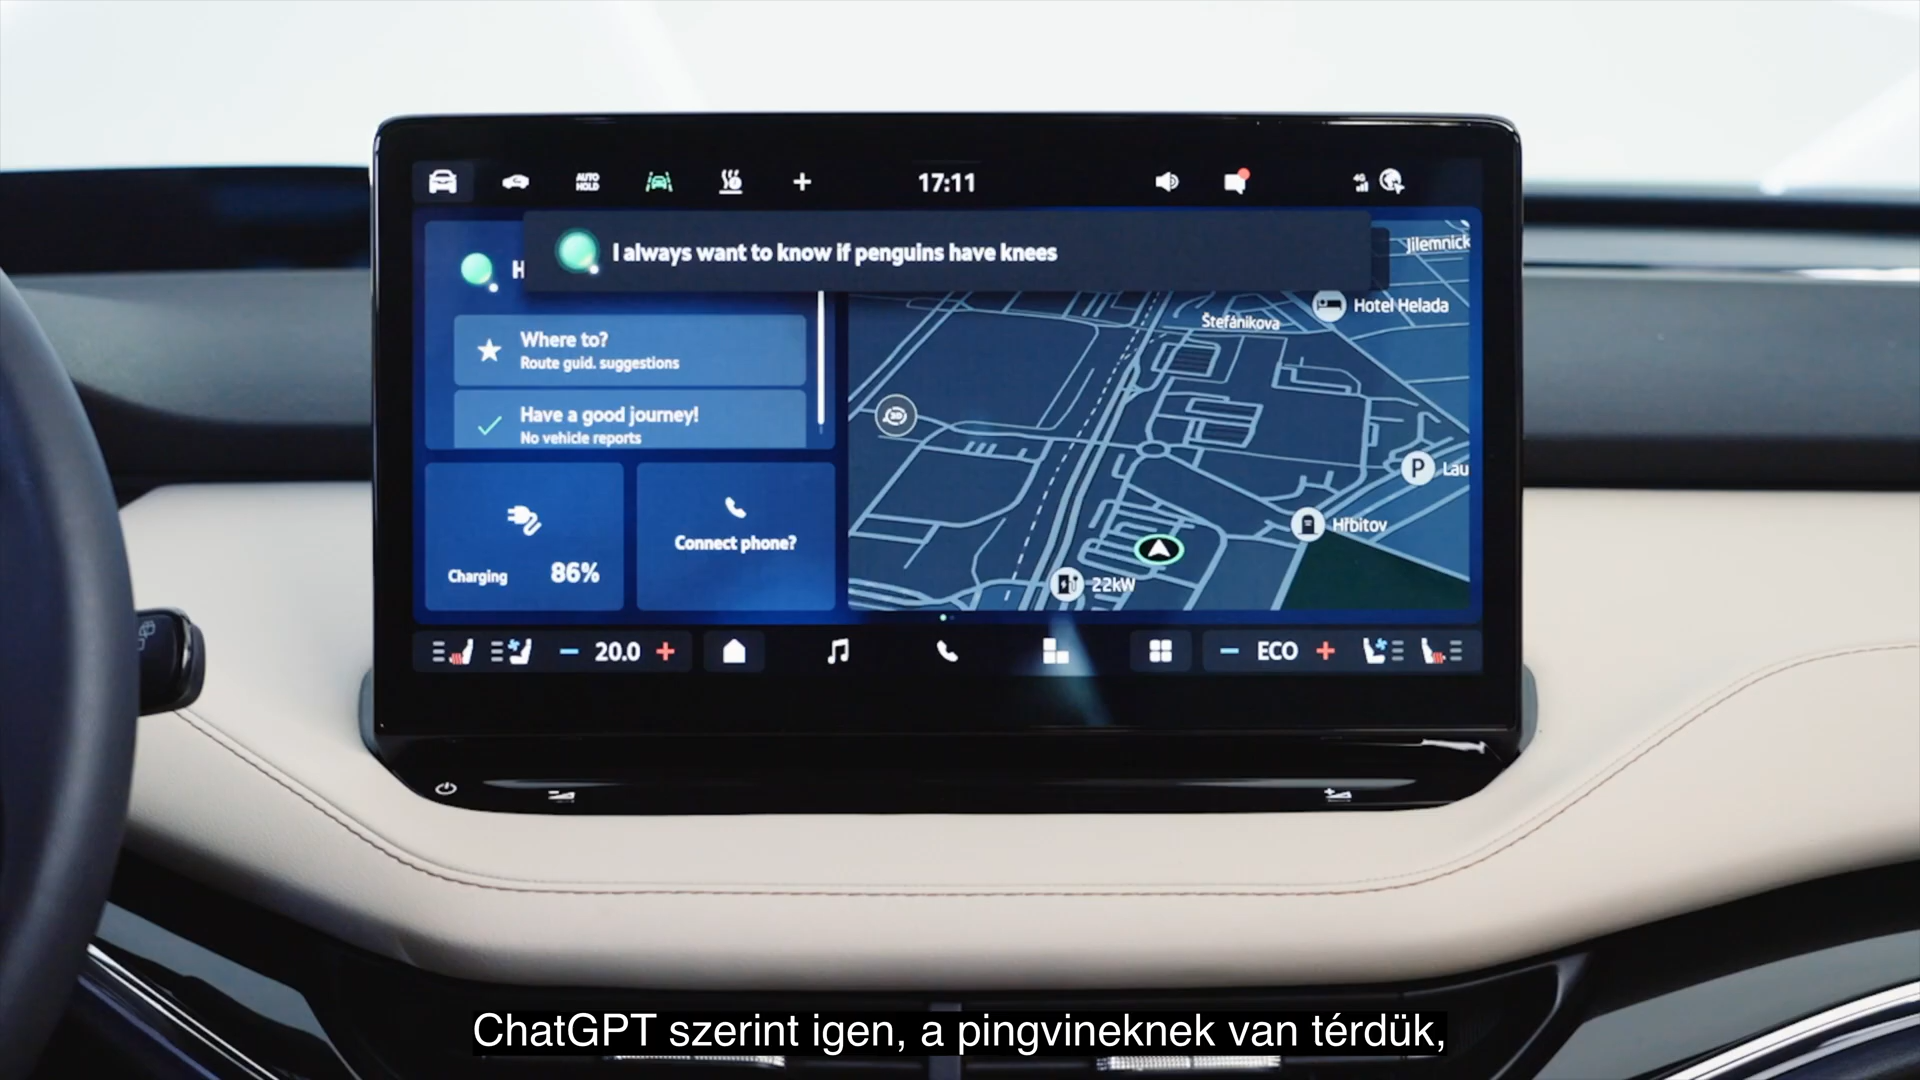 AUTO
HOLD
17:11
4G
I always want to know if penguins have knees
H
Where to?
Route guid. suggestions
Have a good journey!
No vehicle reports
Charging
86%
Connect phone?
Jilemnick
Hotel Helada
Štefánikova
3D
P
Lau
Hřbitov
22kW
20.0
ECO
ChatGPT szerint igen, a pingvineknek van térdük,